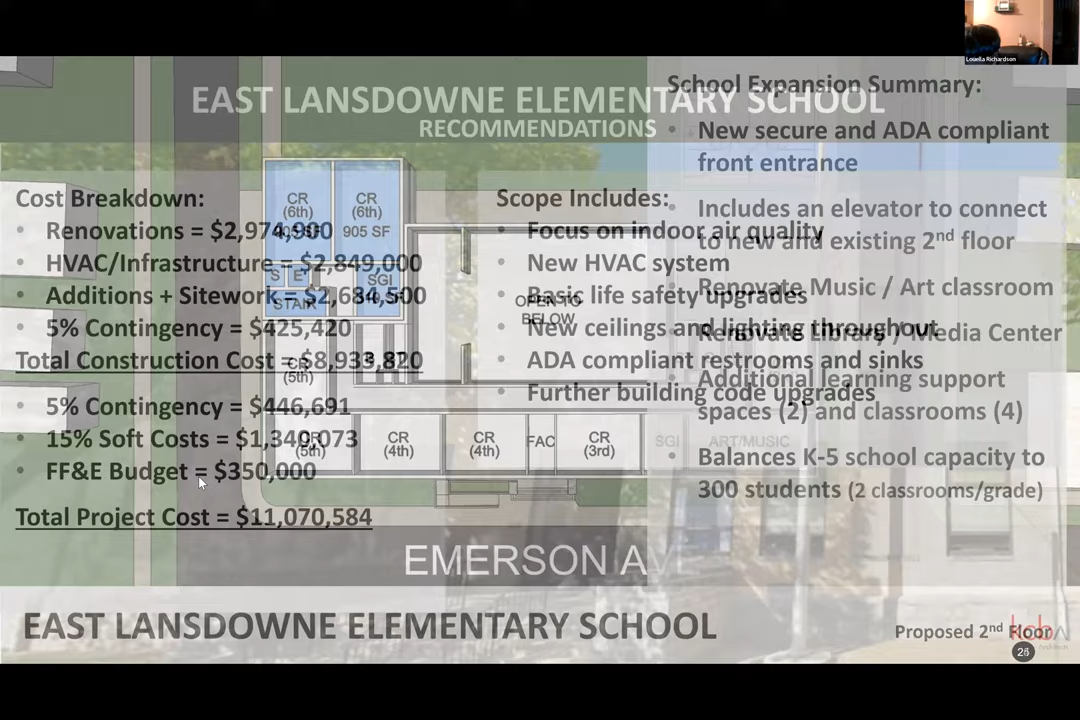 Louella Richardson
EAST LANSDOWNE ELEMENTARY SCHOOL
RECOMMENDATIONS
Cost Breakdown:
• Renovations = $2,974,900
• HVAC/Infrastructure = $2,849,000
• Additions + Sitework = $2,684,500
• 5% Contingency = $425,420
Total Construction Cost = $8,933,820
• 5% Contingency = $446,691
• 15% Soft Costs = $1,340,073
• FF&E Budget = $350,000
Total Project Cost = $11,070,584
Scope Includes:
• Focus on indoor air quality
• New HVAC system
• Basic life safety upgrades
• New ceilings and lighting throughout
• ADA compliant restrooms and sinks
• Further building code upgrades
School Expansion Summary:
• New secure and ADA compliant
front entrance
• Includes an elevator to connect
to new and existing 2nd floor
• Renovate Music / Art classroom
• Renovate Library / Media Center
• Additional learning support
spaces (2) and classrooms (4)
• Balances K-5 school capacity to
300 students (2 classrooms/grade)
CR
(6th)
905 SF
CR
(6th)
905 SF
S
E
STAIR
SGI
OPEN TO
BELOW
CR
(5th)
CR
(5th)
CR
(4th)
CR
(4th)
FAC
CR
(3rd)
SGI
ART/MUSIC
EMERSON AVE
EAST LANSDOWNE ELEMENTARY SCHOOL
Proposed 2nd Floor